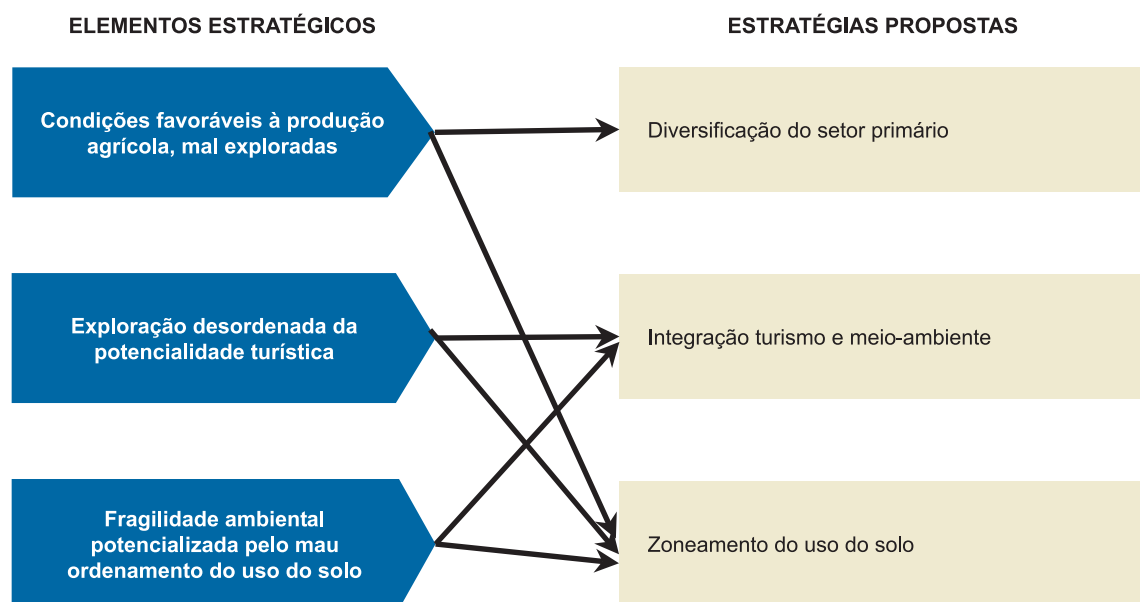 ELEMENTOS ESTRATÉGICOS
ESTRATÉGIAS PROPOSTAS
Condições favoráveis à produção
agrícola, mal exploradas
Diversificação do setor primário
Exploração desordenada da
potencialidade turística
Integração turismo e meio-ambiente
Fragilidade ambiental
potencializada pelo mau
ordenamento do uso do solo
Zoneamento do uso do solo